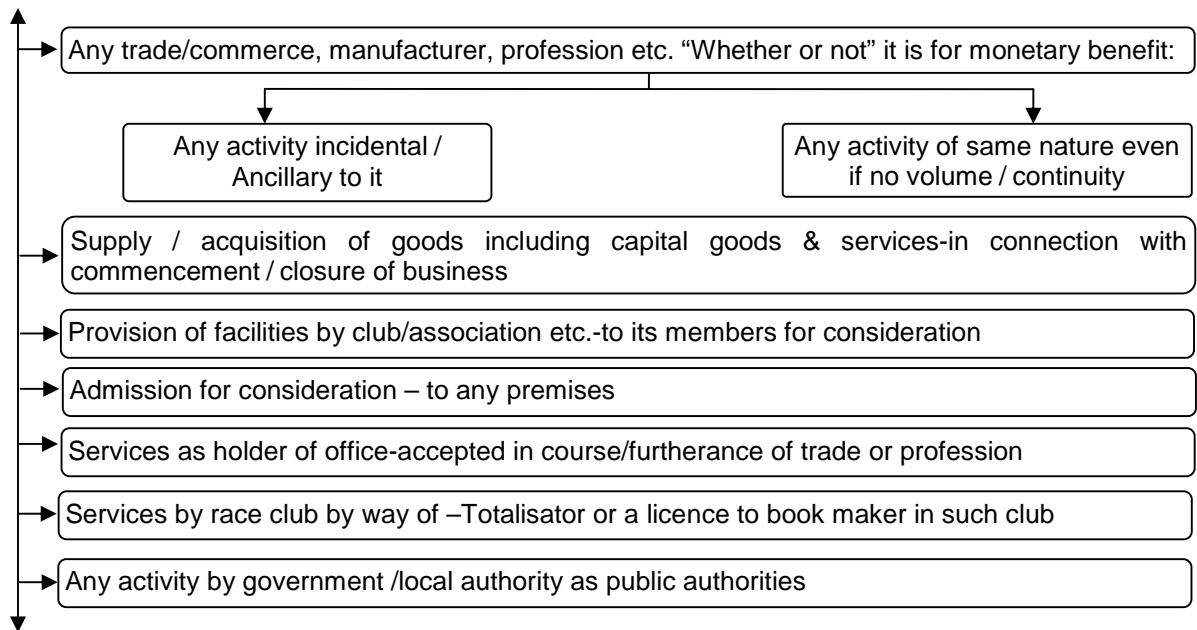 Any trade/commerce, manufacturer, profession etc. “Whether or not” it is for monetary benefit:
Any activity incidental /
Ancillary to it
Any activity of same nature even
if no volume / continuity
Supply / acquisition of goods including capital goods & services-in connection with
commencement / closure of business
Provision of facilities by club/association etc.-to its members for consideration
Admission for consideration – to any premises
Services as holder of office-accepted in course/furtherance of trade or profession
Services by race club by way of –Totalisator or a licence to book maker in such club
Any activity by government /local authority as public authorities